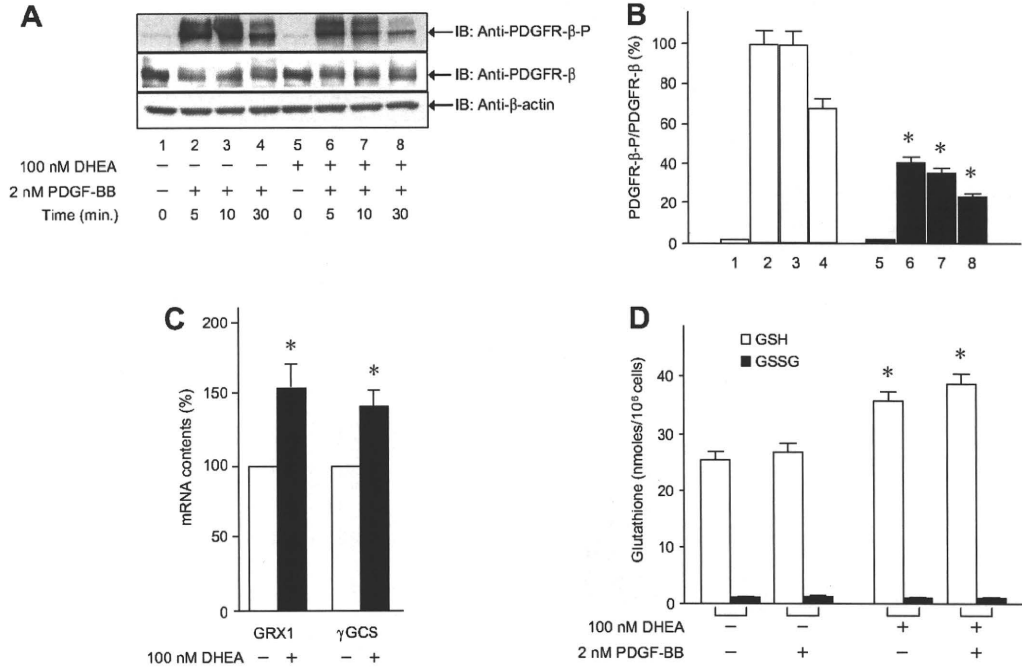 A
IB: Anti-PDGFR-β-P
IB: Anti-PDGFR-β
IB: Anti-β-actin
1 2 3 4 5 6 7 8
100 nM DHEA − − − − + + + +
2 nM PDGF-BB − + + + − + + +
Time (min.) 0 5 10 30 0 5 10 30
B
PDGFR-β-P/PDGFR-β (%)
100
80
60
40
20
0
* * *
1 2 3 4 5 6 7 8
C
mRNA contents (%)
200
150
100
50
0
* *
GRX1 γGCS
100 nM DHEA − + − +
D
Glutathione (nmoles/10⁶ cells)
GSH
GSSG
40
30
20
10
0
* *
100 nM DHEA − − + +
2 nM PDGF-BB − + − +